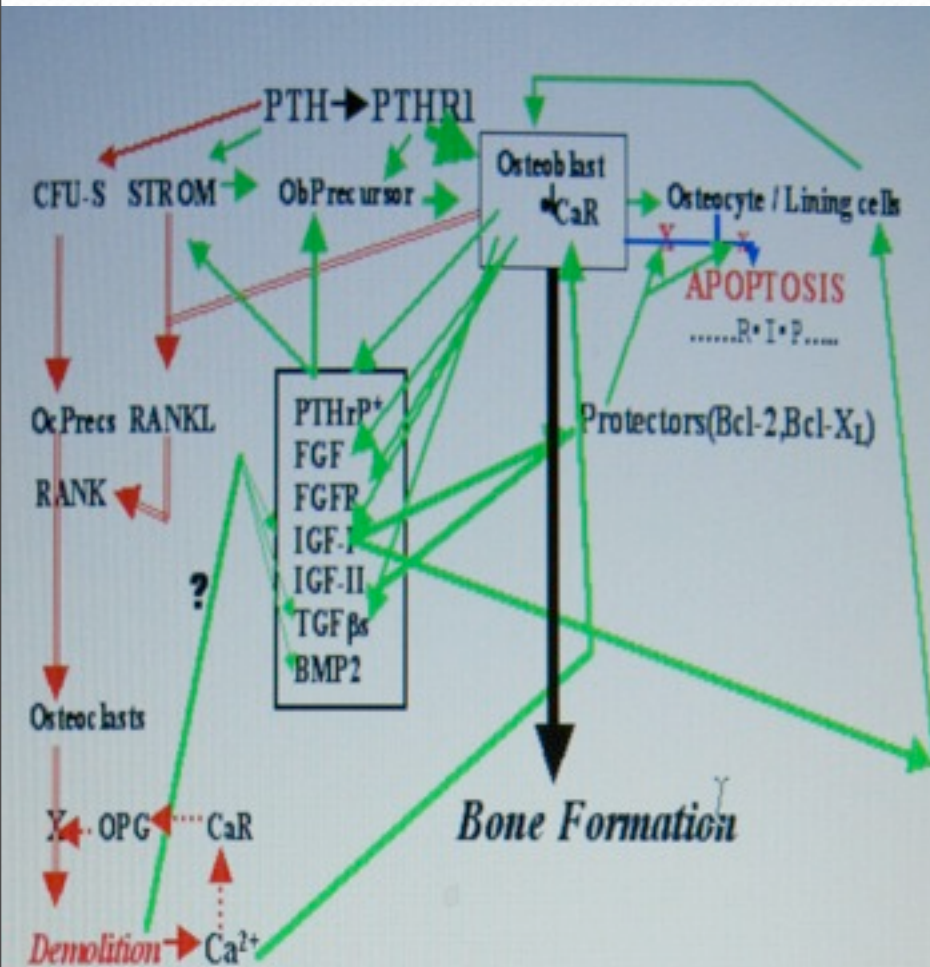 PTH PTHR1
CFU-S STROM ObPrecursor Osteoblast Osteocyte / Lining cells
CaR
APOPTOSIS
......R•I•P.....
OcPrecs RANKL
RANK
PTHrP+
FGF
FGFR
IGF-I
IGF-II
TGFβs
BMP2
Protectors(Bcl-2,Bcl-XL)
?
Osteoclasts
X OPG CaR
Bone Formation
Demolition Ca2+
X
x